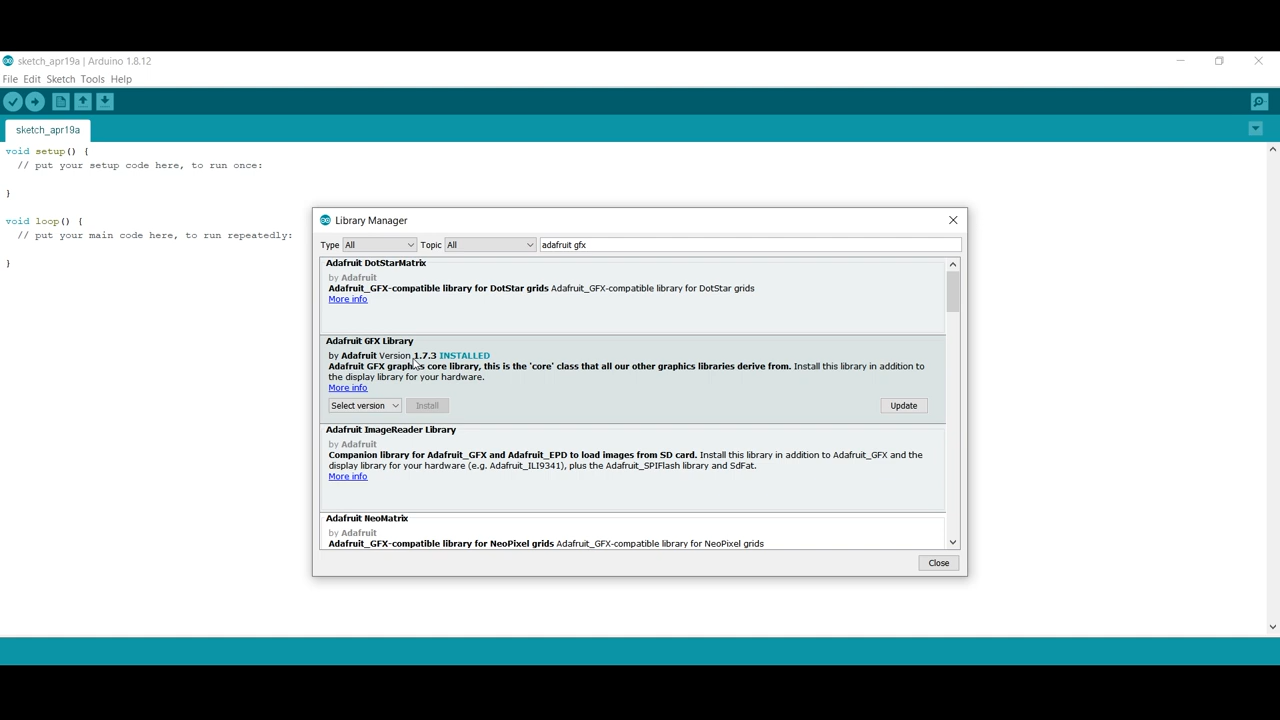 sketch_apr19a | Arduino 1.8.12
File Edit Sketch Tools Help
sketch_apr19a
void setup() {
// put your setup code here, to run once:
}
void loop() {
// put your main code here, to run repeatedly:
}
Library Manager
Type All Topic All adafruit gfx
Adafruit DotStarMatrix
by Adafruit
Adafruit_GFX-compatible library for DotStar grids Adafruit_GFX-compatible library for DotStar grids
More info
Adafruit GFX Library
by Adafruit Version 1.7.3 INSTALLED
Adafruit GFX graphics core library, this is the 'core' class that all our other graphics libraries derive from. Install this library in addition to
the display library for your hardware.
More info
Select version Install Update
Adafruit ImageReader Library
by Adafruit
Companion library for Adafruit_GFX and Adafruit_EPD to load images from SD card. Install this library in addition to Adafruit_GFX and the
display library for your hardware (e.g. Adafruit_ILI9341), plus the Adafruit_SPIFlash library and SdFat.
More info
Adafruit NeoMatrix
by Adafruit
Adafruit_GFX-compatible library for NeoPixel grids Adafruit_GFX-compatible library for NeoPixel grids
Close